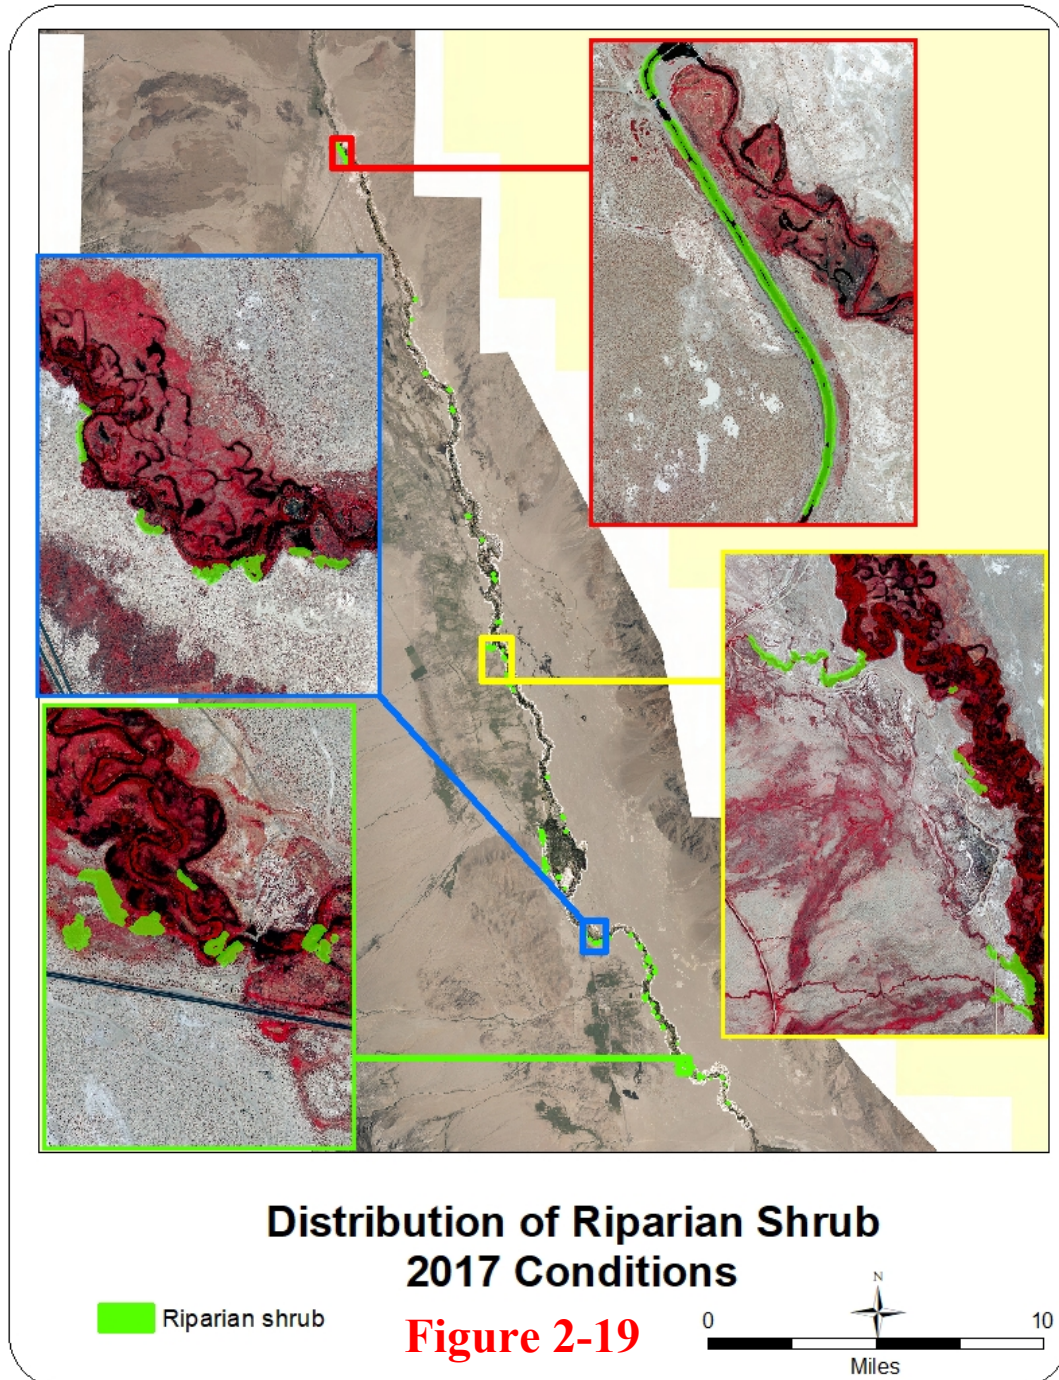 Distribution of Riparian Shrub
2017 Conditions
Riparian shrub
Figure 2-19
N
0 10
Miles